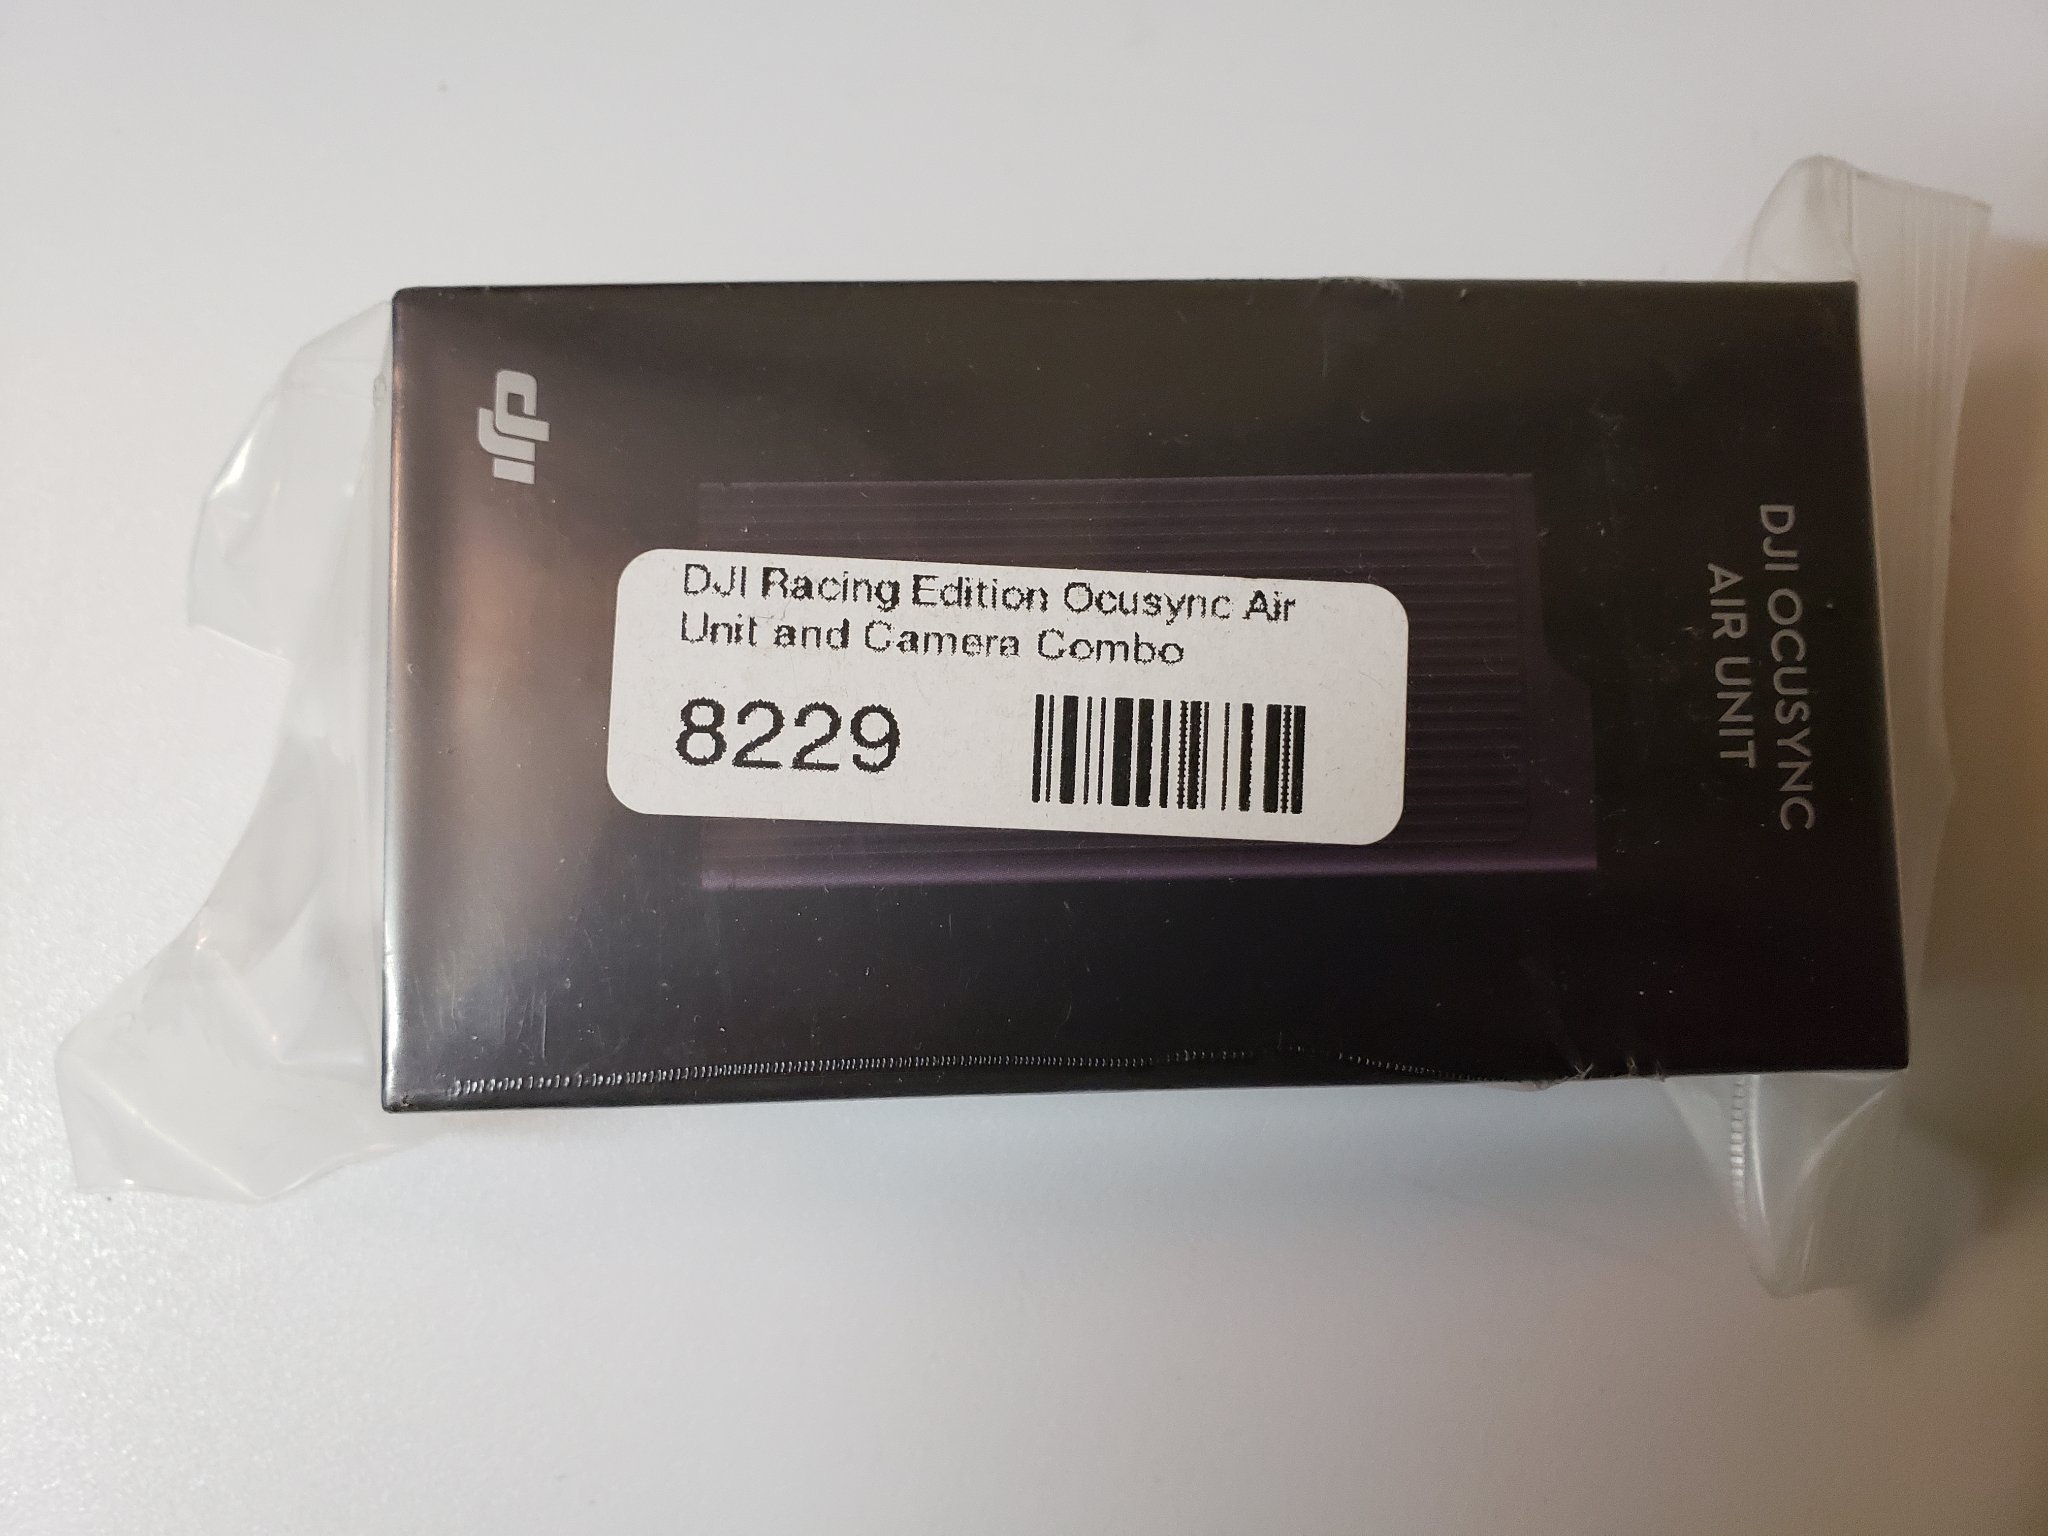 dji
DJI Racing Edition Ocusync Air
Unit and Camera Combo
8229
DJI OCUSYNC
AIR UNIT